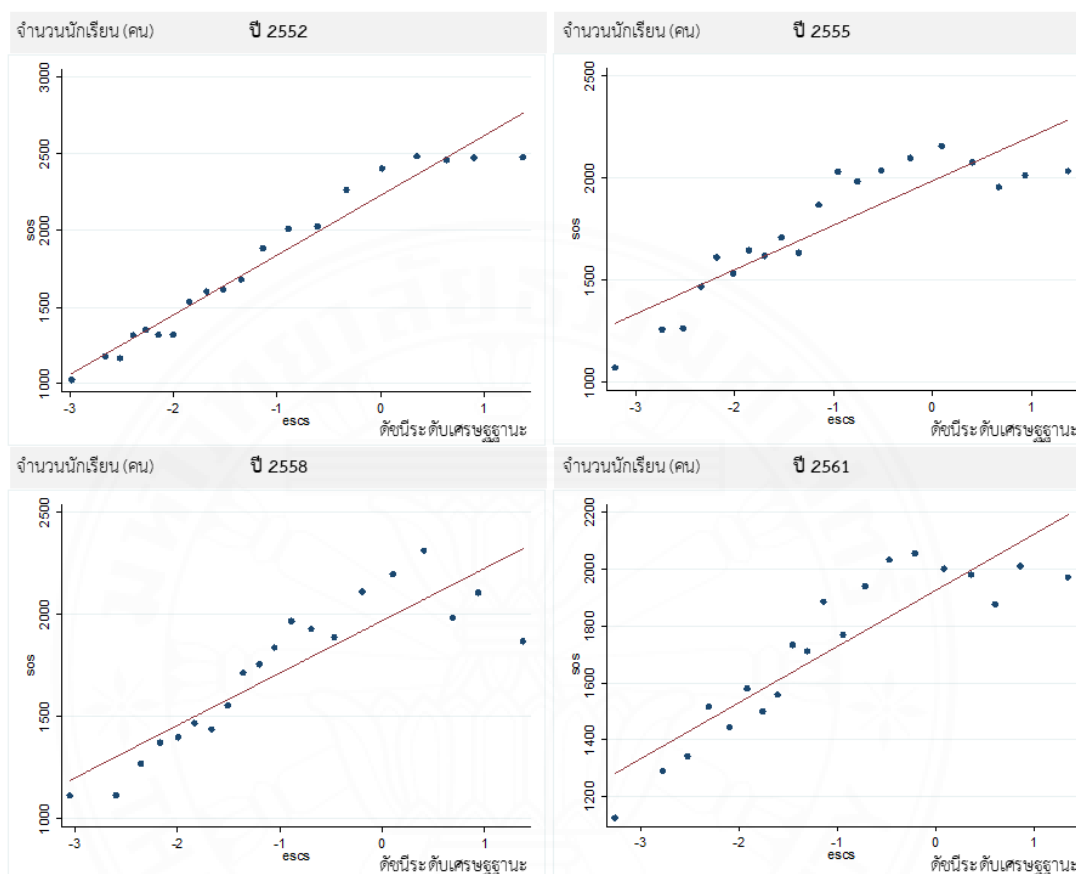 จำนวนนักเรียน (คน) ปี 2552
3000
2500
2000
sos
1500
1000
-3 -2 -1 0 1
escs
ดัชนีระดับเศรษฐฐานะ
จำนวนนักเรียน (คน) ปี 2555
2500
2000
sos
1500
1000
-3 -2 -1 0 1
escs
ดัชนีระดับเศรษฐฐานะ
จำนวนนักเรียน (คน) ปี 2558
2500
2000
sos
1500
1000
-3 -2 -1 0 1
escs
ดัชนีระดับเศรษฐฐานะ
จำนวนนักเรียน (คน) ปี 2561
2200
2000
1800
sos
1600
1400
1200
-3 -2 -1 0 1
escs
ดัชนีระดับเศรษฐฐานะ